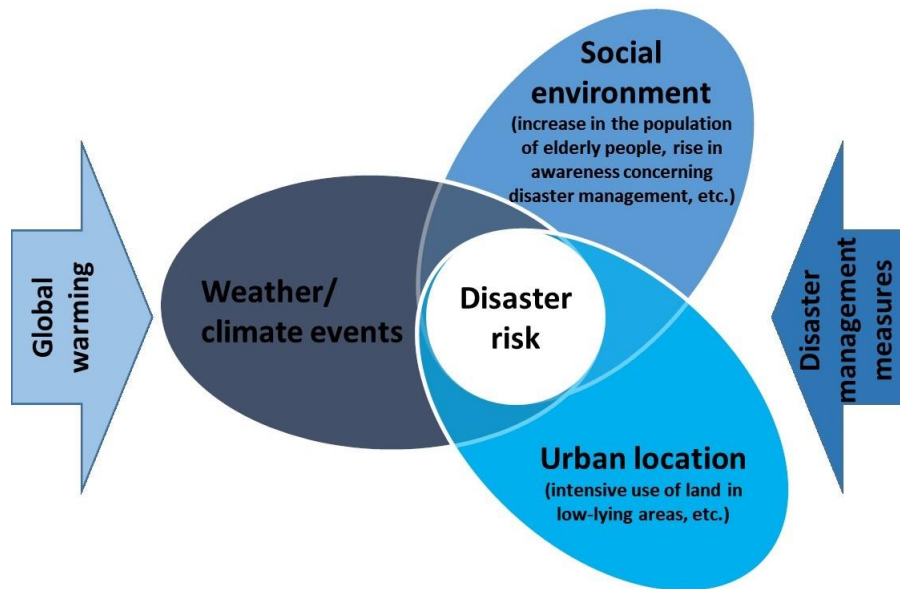 Social
environment
(increase in the population
of elderly people, rise in
awareness concerning
disaster management, etc.)
Global
warming
Weather/
climate events
Disaster
risk
Disaster
management
measures
Urban location
(intensive use of land in
low-lying areas, etc.)